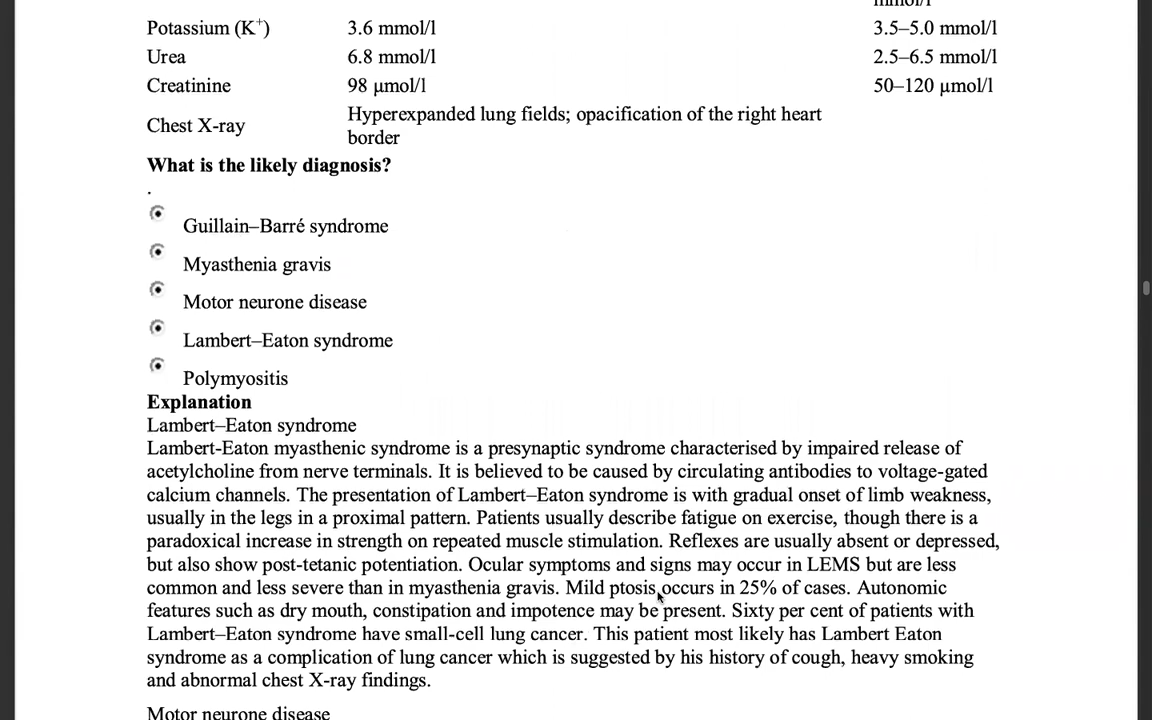 mmol/l
Potassium (K+) 3.6 mmol/l 3.5–5.0 mmol/l
Urea 6.8 mmol/l 2.5–6.5 mmol/l
Creatinine 98 µmol/l 50–120 µmol/l
Chest X-ray Hyperexpanded lung fields; opacification of the right heart
border
What is the likely diagnosis?
.
Guillain–Barré syndrome
Myasthenia gravis
Motor neurone disease
Lambert–Eaton syndrome
Polymyositis
Explanation
Lambert–Eaton syndrome
Lambert-Eaton myasthenic syndrome is a presynaptic syndrome characterised by impaired release of
acetylcholine from nerve terminals. It is believed to be caused by circulating antibodies to voltage-gated
calcium channels. The presentation of Lambert–Eaton syndrome is with gradual onset of limb weakness,
usually in the legs in a proximal pattern. Patients usually describe fatigue on exercise, though there is a
paradoxical increase in strength on repeated muscle stimulation. Reflexes are usually absent or depressed,
but also show post-tetanic potentiation. Ocular symptoms and signs may occur in LEMS but are less
common and less severe than in myasthenia gravis. Mild ptosis occurs in 25% of cases. Autonomic
features such as dry mouth, constipation and impotence may be present. Sixty per cent of patients with
Lambert–Eaton syndrome have small-cell lung cancer. This patient most likely has Lambert Eaton
syndrome as a complication of lung cancer which is suggested by his history of cough, heavy smoking
and abnormal chest X-ray findings.
Motor neurone disease